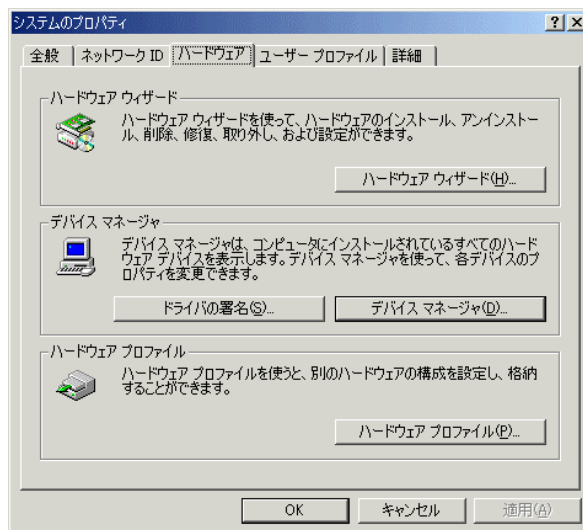 システムのプロパティ
全般 ネットワーク ID ハードウェア ユーザー プロファイル 詳細
ハードウェア ウィザード
ハードウェア ウィザードを使って、ハードウェアのインストール、アンインストー
ル、削除、修復、取り外し、および設定ができます。
ハードウェア ウィザード(H)...
デバイス マネージャ
デバイス マネージャは、コンピュータにインストールされているすべてのハード
ウェア デバイスを表示します。デバイス マネージャを使って、各デバイスのプ
ロパティを変更できます。
ドライバの署名(S)... デバイス マネージャ(D)...
ハードウェア プロファイル
ハードウェア プロファイルを使うと、別のハードウェアの構成を設定し、格納
することができます。
ハードウェア プロファイル(P)...
OK キャンセル 適用(A)